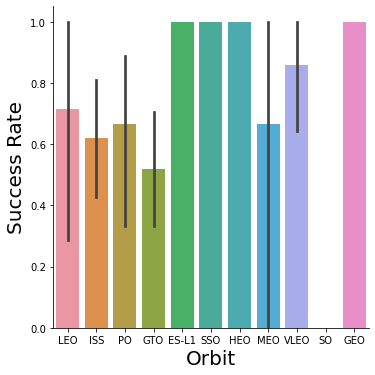 1.0
0.8
0.6
0.4
0.2
0.0
Success Rate
LEO ISS PO GTO ES-L1 SSO HEO MEO VLEO SO GEO
Orbit